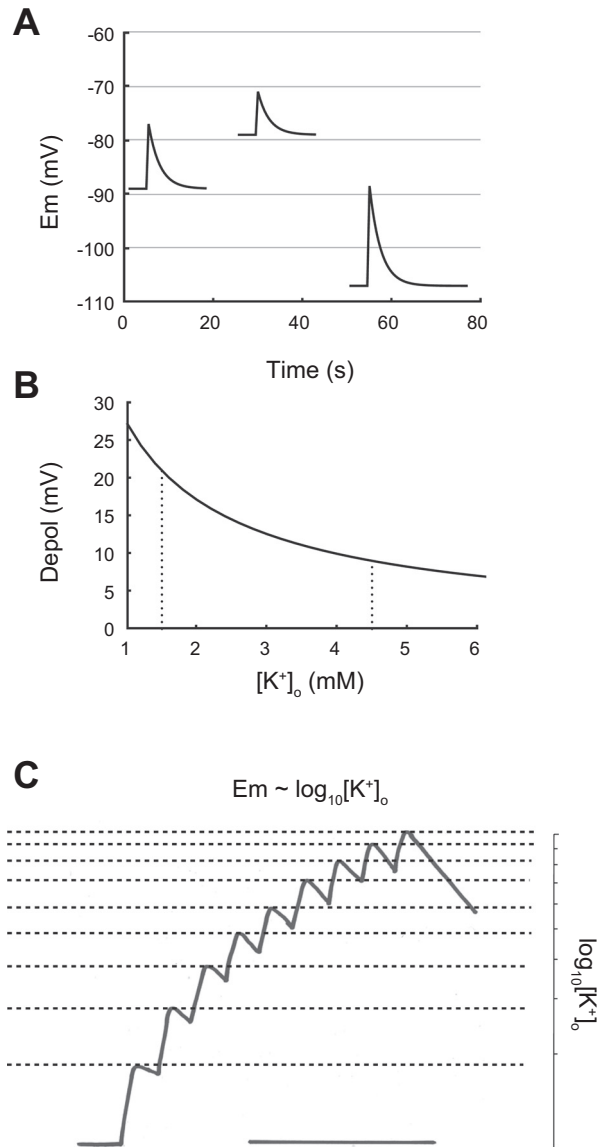 A
Em (mV)
-60
-70
-80
-90
-100
-110
0 20 40 60 80
Time (s)
B
Depol (mV)
30
25
20
15
10
5
0
1 2 3 4 5 6
[K⁺]ₒ (mM)
C
Em ~ log₁₀[K⁺]ₒ
log₁₀[K⁺]ₒ